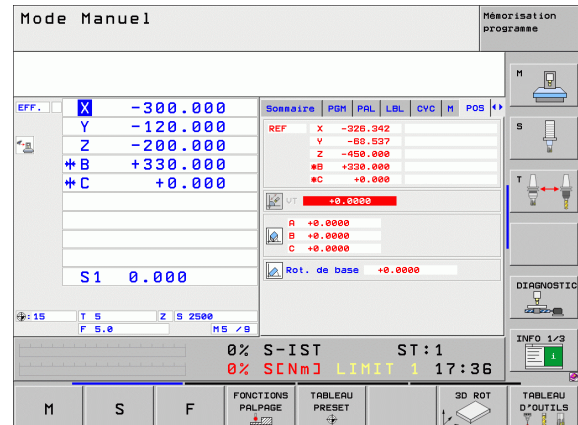 Mode Manuel
Mémorisation
programme
EFF.
X -300.000
Y -120.000
Z -200.000
B +330.000
C +0.000
S1 0.000
:15
T 5
Z S 2500
F 5.0
M5 /9
Sommaire PGM PAL LBL CYC M POS
REF X -326.342
Y -68.537
Z -450.000
*B +330.000
*C +0.000
VT +0.0000
A +0.0000
B +0.0000
C +0.0000
Rot. de base +0.0000
M
S
T
DIAGNOSTIC
INFO 1/3
0% S-IST ST:1
0% S[Nm] LIMIT 1 17:36
M
S
F
FONCTIONS
PALPAGE
TABLEAU
PRESET
3D ROT
TABLEAU
D"OUTILS